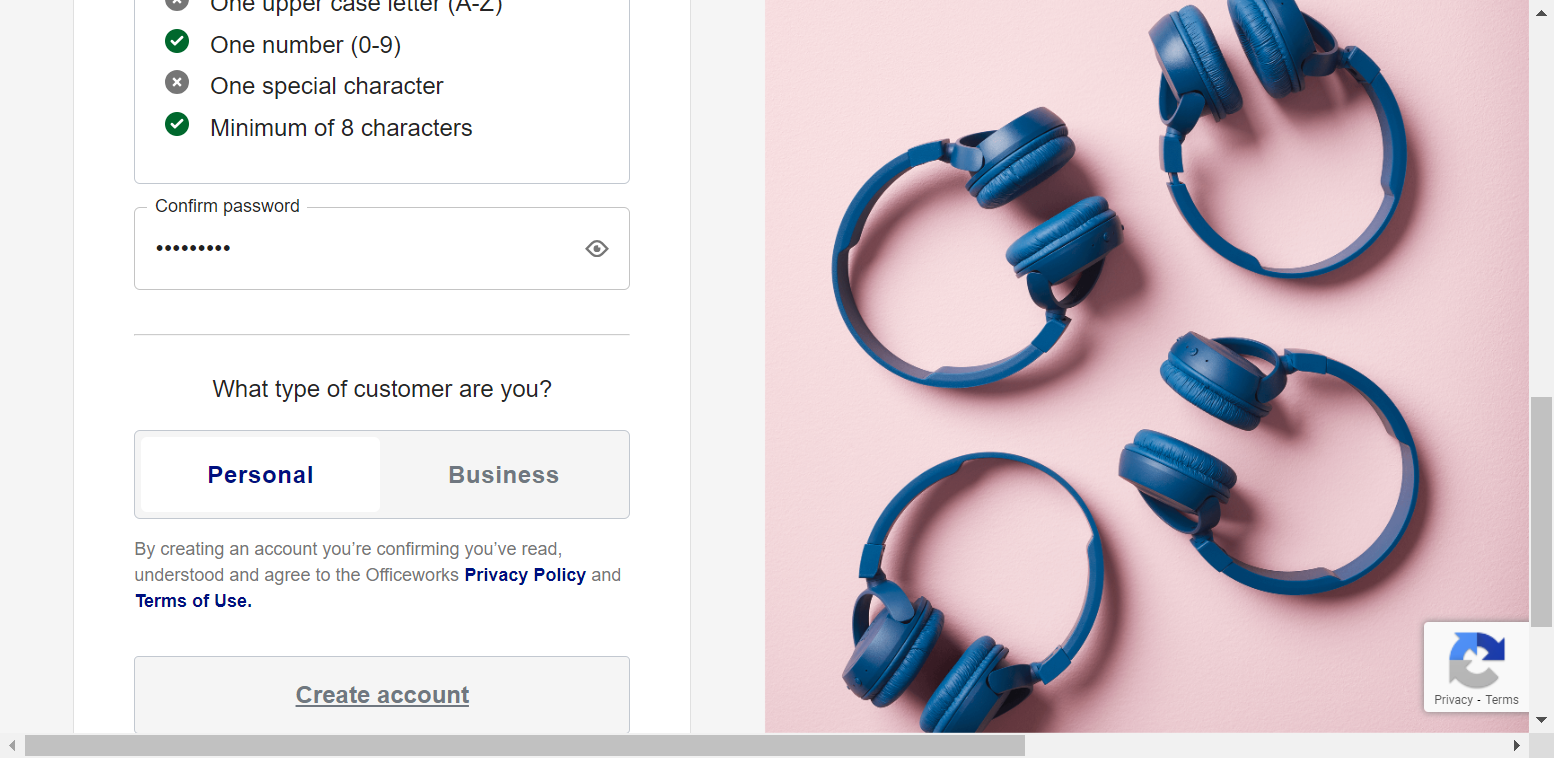 One upper case letter (A-Z)
One number (0-9)
One special character
Minimum of 8 characters
Confirm password
•••••••••
What type of customer are you?
Personal Business
By creating an account you’re confirming you’ve read,
understood and agree to the Officeworks Privacy Policy and
Terms of Use.
Create account
Privacy - Terms